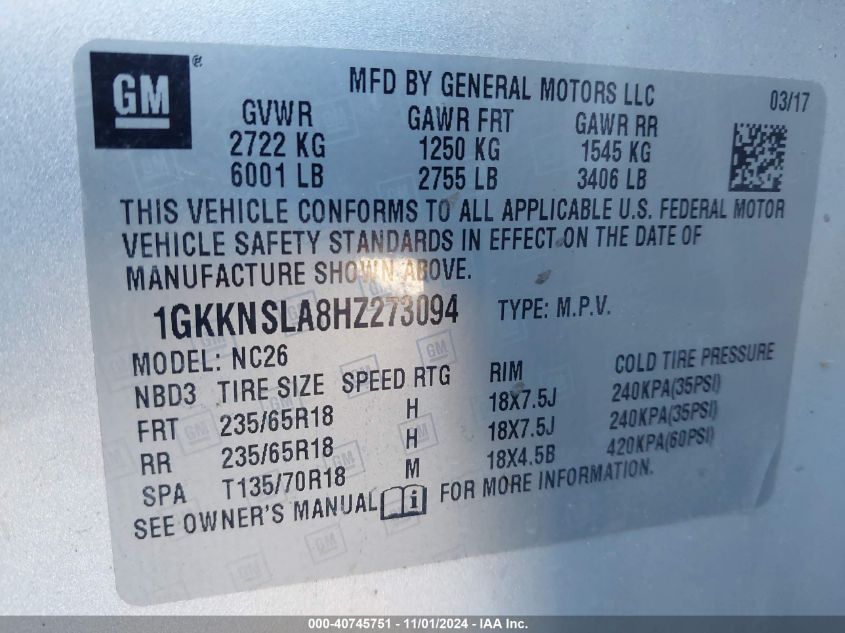 GM ®
MFD BY GENERAL MOTORS LLC
03/17
GVWR GAWR FRT GAWR RR
2722 KG 1250 KG 1545 KG
6001 LB 2755 LB 3406 LB
THIS VEHICLE CONFORMS TO ALL APPLICABLE U.S. FEDERAL MOTOR
VEHICLE SAFETY STANDARDS IN EFFECT ON THE DATE OF
MANUFACTURE SHOWN ABOVE.
1GKKNSLA8HZ273094 TYPE: M.P.V.
MODEL: NC26
NBD3 TIRE SIZE SPEED RTG RIM COLD TIRE PRESSURE
FRT 235/65R18 H 18X7.5J 240KPA(35PSI)
RR 235/65R18 H 18X7.5J 240KPA(35PSI)
SPA T135/70R18 M 18X4.5B 420KPA(60PSI)
SEE OWNER'S MANUAL i FOR MORE INFORMATION.
000-40745751 - 11/01/2024 - IAA Inc.